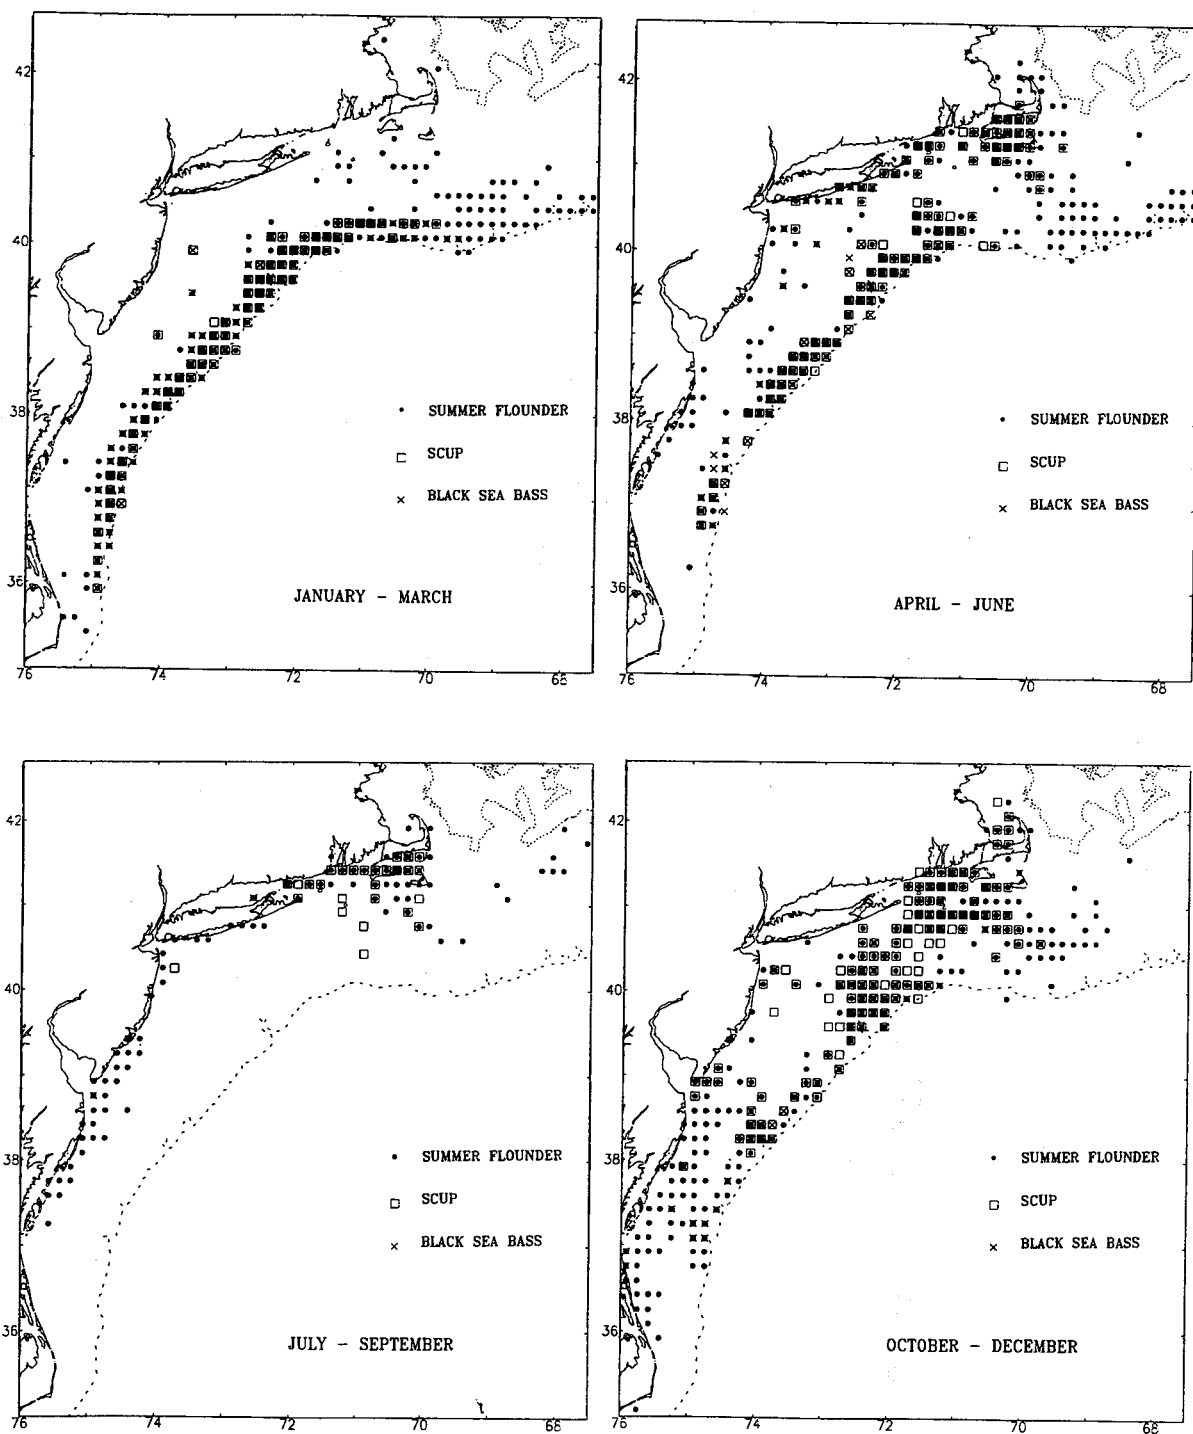 42
40
38
36
76
74
72
70
68
SUMMER FLOUNDER
SCUP
BLACK SEA BASS
JANUARY - MARCH
42
40
38
36
76
74
72
70
68
SUMMER FLOUNDER
SCUP
BLACK SEA BASS
APRIL - JUNE
42
40
38
36
76
74
72
70
68
SUMMER FLOUNDER
SCUP
BLACK SEA BASS
JULY - SEPTEMBER
42
40
38
36
76
74
72
70
68
SUMMER FLOUNDER
SCUP
BLACK SEA BASS
OCTOBER - DECEMBER